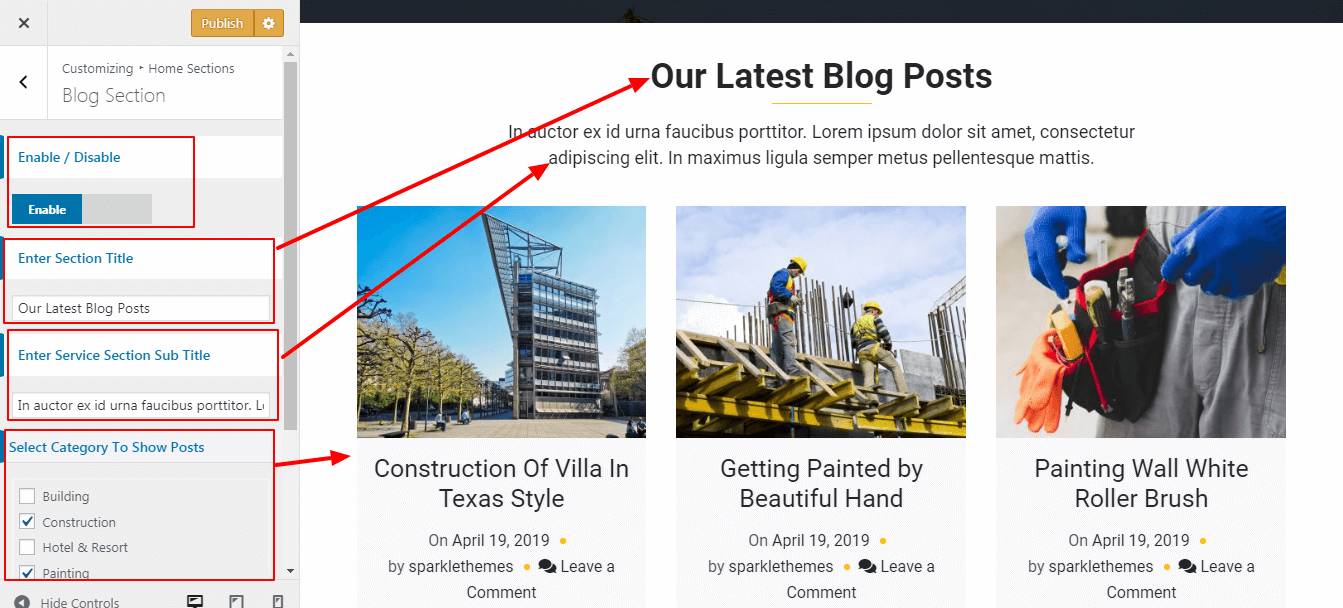 Publish
Customizing ▸ Home Sections
Blog Section
Enable / Disable
Enable
Enter Section Title
Our Latest Blog Posts
Enter Service Section Sub Title
In auctor ex id urna faucibus porttitor. L
Select Category To Show Posts
Building
Construction
Hotel & Resort
Painting
Hide Controls
Our Latest Blog Posts
In auctor ex id urna faucibus porttitor. Lorem ipsum dolor sit amet, consectetur
adipiscing elit. In maximus ligula semper metus pellentesque mattis.
Construction Of Villa In
Texas Style
On April 19, 2019
by sparklethemes Leave a
Comment
Getting Painted by
Beautiful Hand
On April 19, 2019
by sparklethemes Leave a
Comment
Painting Wall White
Roller Brush
On April 19, 2019
by sparklethemes Leave a
Comment